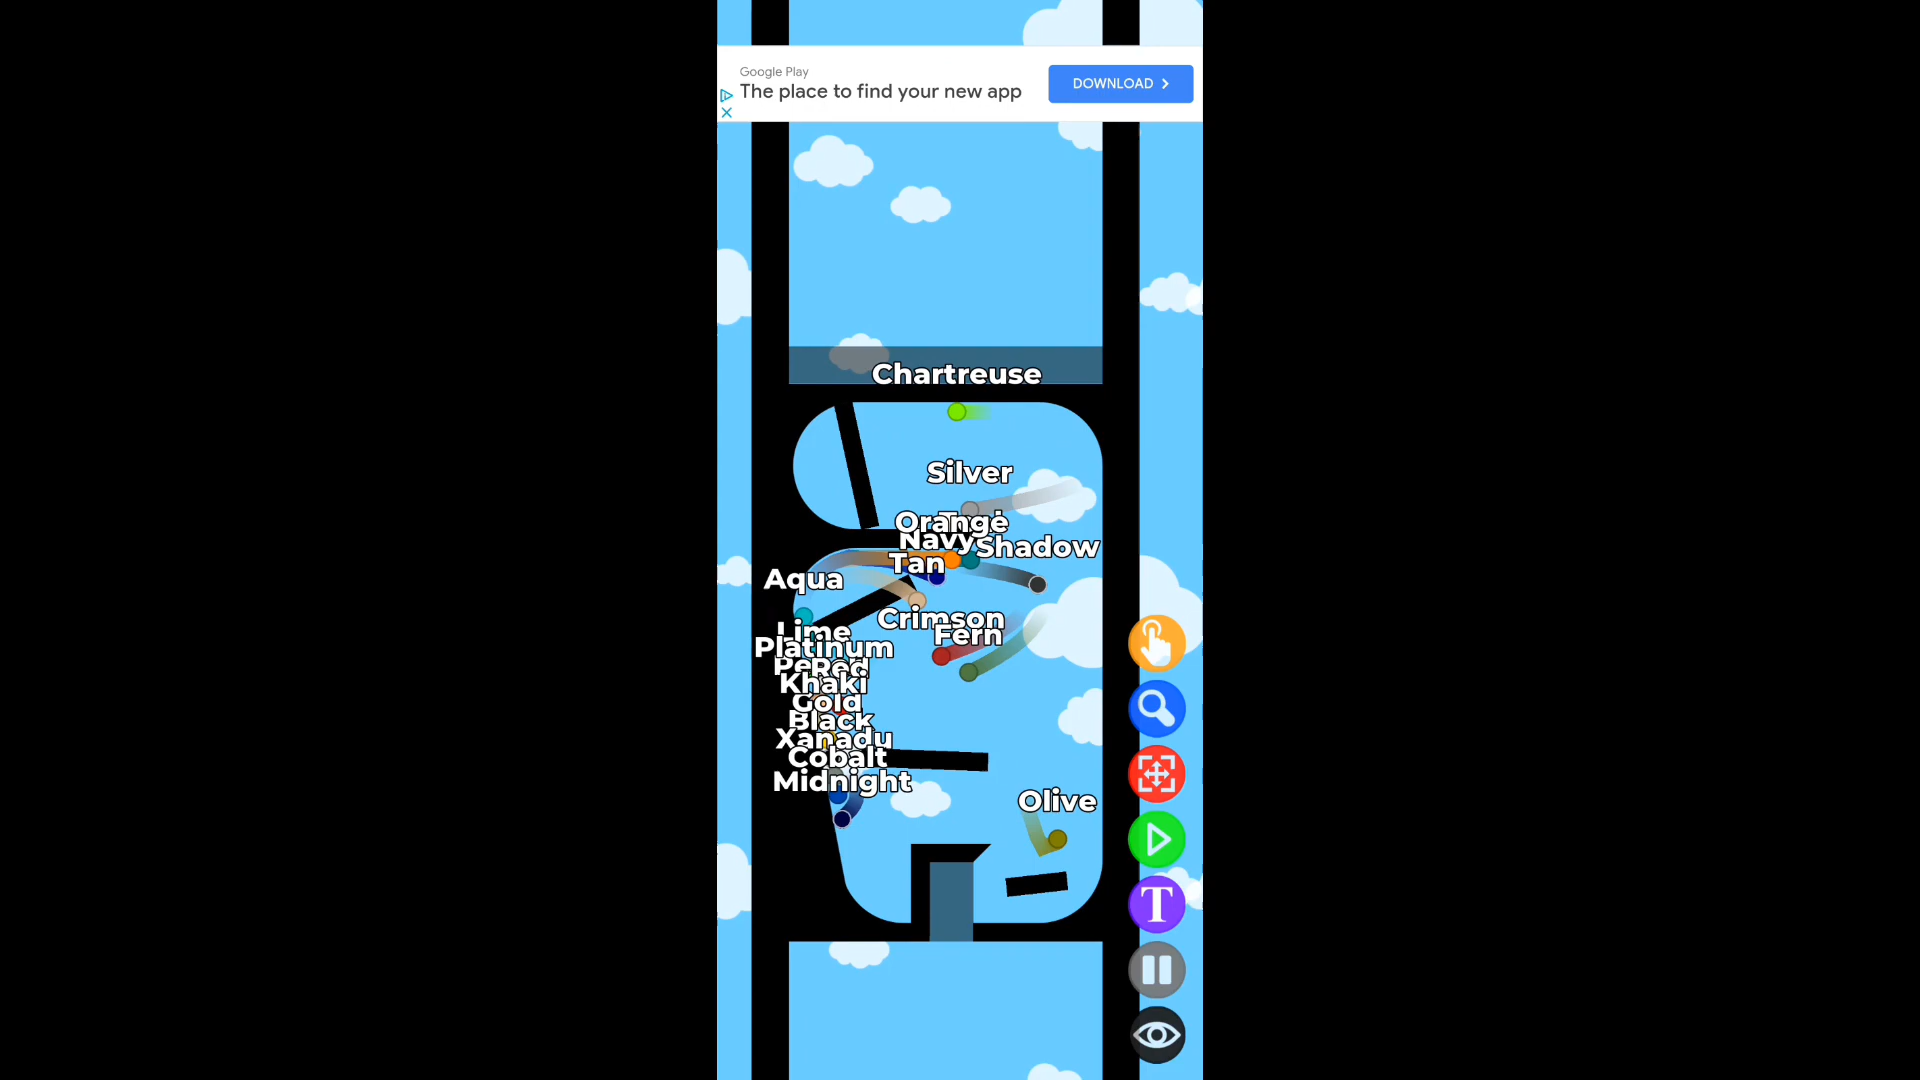 Google Play
The place to find your new app
DOWNLOAD
Chartreuse
Silver
Orange
Navy
Shadow
Tan
Aqua
Crimson
Fern
Lime
Platinum
Red
Khaki
Gold
Black
Xanadu
Cobalt
Midnight
Olive
T